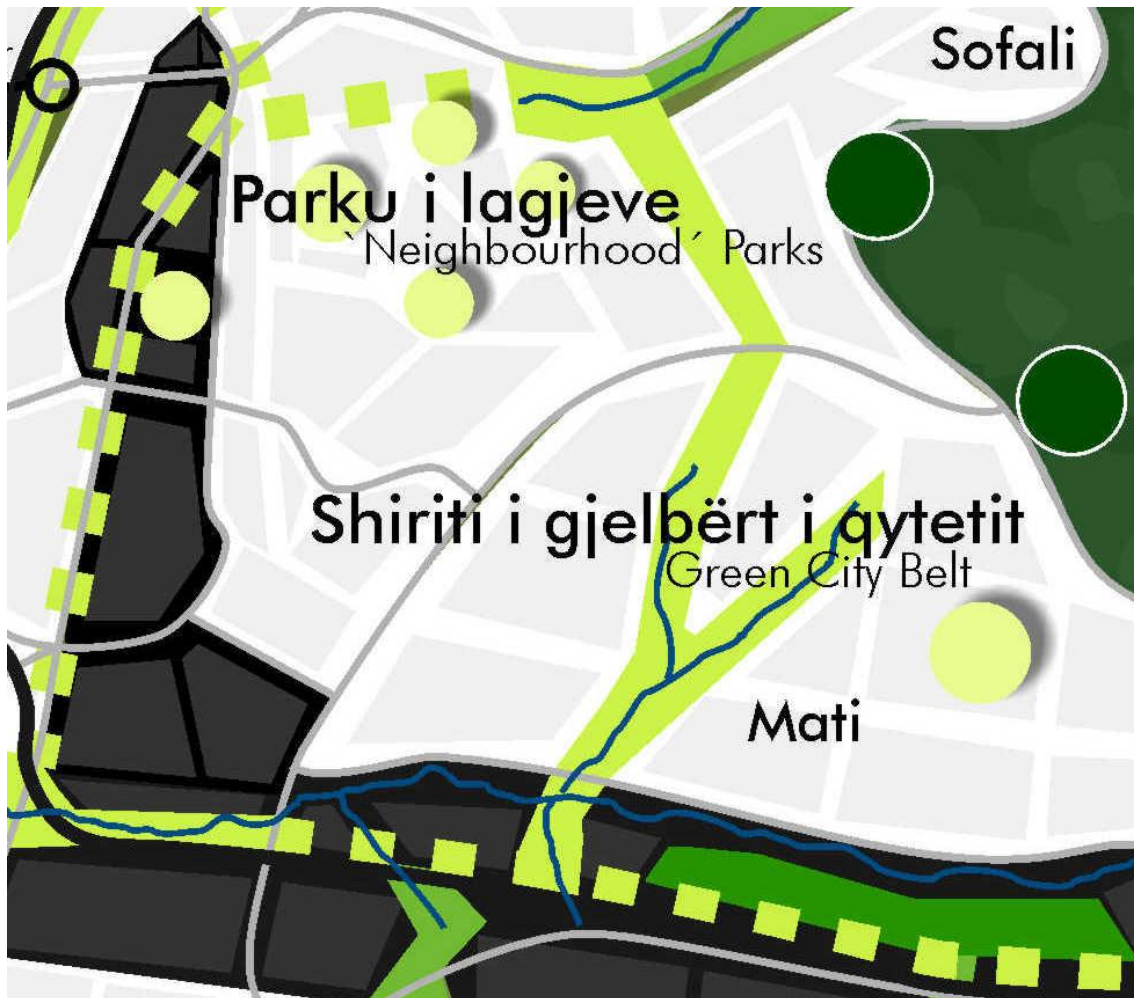 Sofali
Parku i lagjeve
`Neighbourhood´ Parks
Shiriti i gjelbërt i qytetit
Green City Belt
Mati